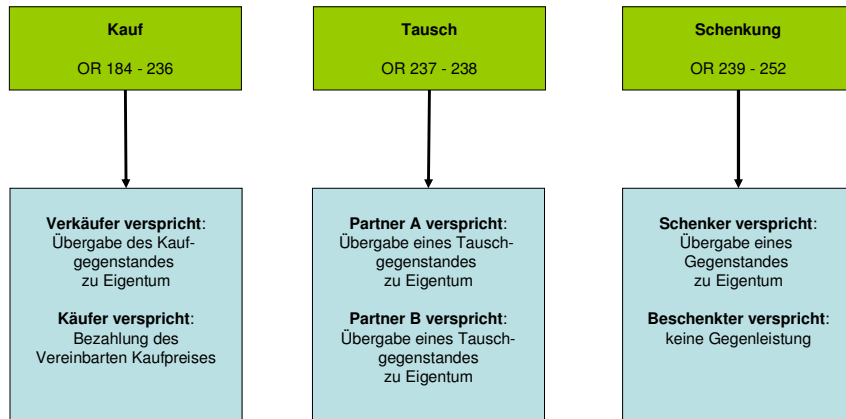 Kauf
OR 184 - 236
Tausch
OR 237 - 238
Schenkung
OR 239 - 252
Verkäufer verspricht:
Übergabe des Kauf-
gegenstandes
zu Eigentum
Käufer verspricht:
Bezahlung des
Vereinbarten Kaufpreises
Partner A verspricht:
Übergabe eines Tausch-
gegenstandes
zu Eigentum
Partner B verspricht:
Übergabe eines Tausch-
gegenstandes
zu Eigentum
Schenker verspricht:
Übergabe eines
Gegenstandes
zu Eigentum
Beschenkter verspricht:
keine Gegenleistung